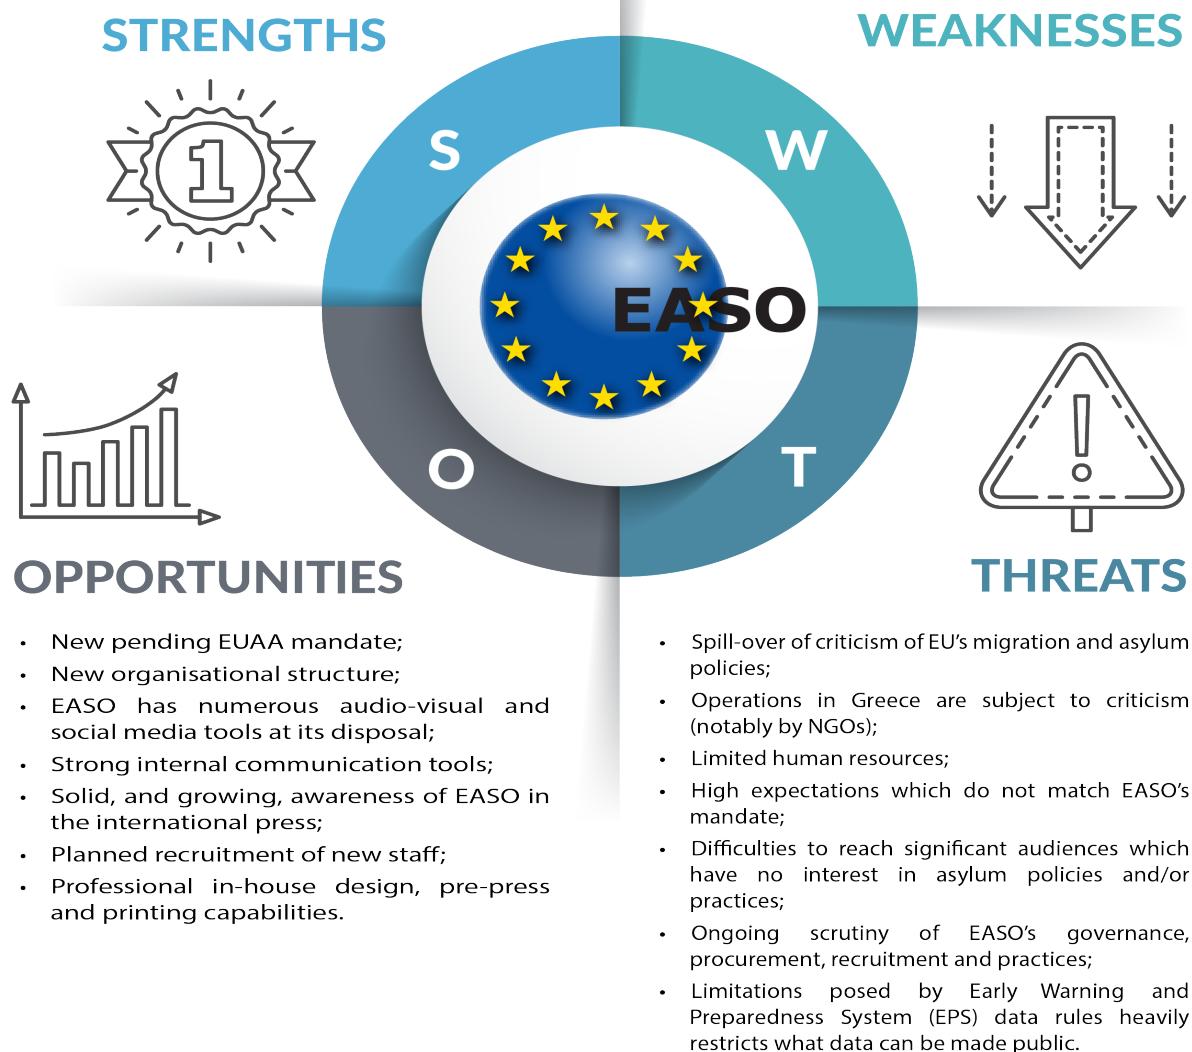 STRENGTHS
WEAKNESSES
1
S
W
EASO
O
T
OPPORTUNITIES
• New pending EUAA mandate;
• New organisational structure;
• EASO has numerous audio-visual and
social media tools at its disposal;
• Strong internal communication tools;
• Solid, and growing, awareness of EASO in
the international press;
• Planned recruitment of new staff;
• Professional in-house design, pre-press
and printing capabilities.
THREATS
• Spill-over of criticism of EU’s migration and asylum
policies;
• Operations in Greece are subject to criticism
(notably by NGOs);
• Limited human resources;
• High expectations which do not match EASO’s
mandate;
• Difficulties to reach significant audiences which
have no interest in asylum policies and/or
practices;
• Ongoing scrutiny of EASO’s governance,
procurement, recruitment and practices;
• Limitations posed by Early Warning and
Preparedness System (EPS) data rules heavily
restricts what data can be made public.